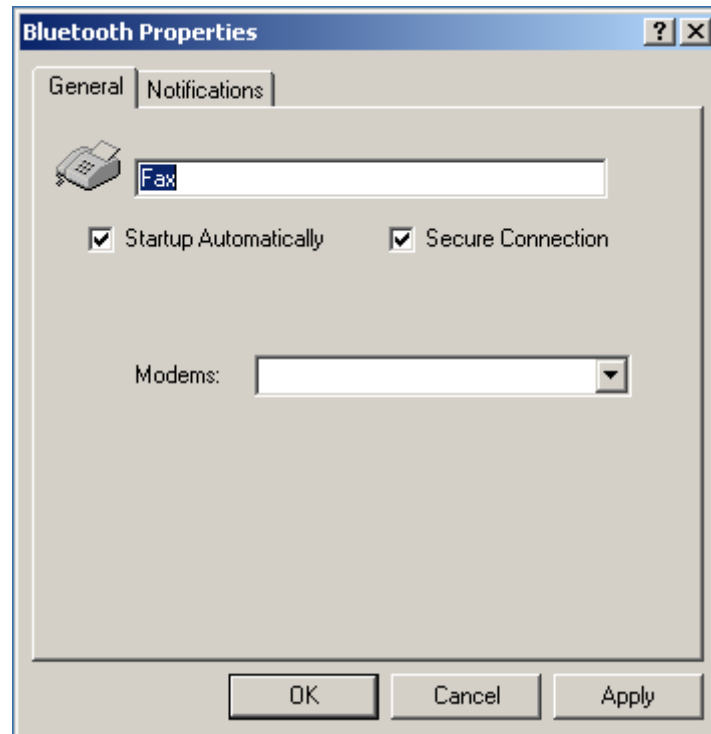 Bluetooth Properties
General Notifications
Fax
Startup Automatically Secure Connection
Modems:
OK Cancel Apply